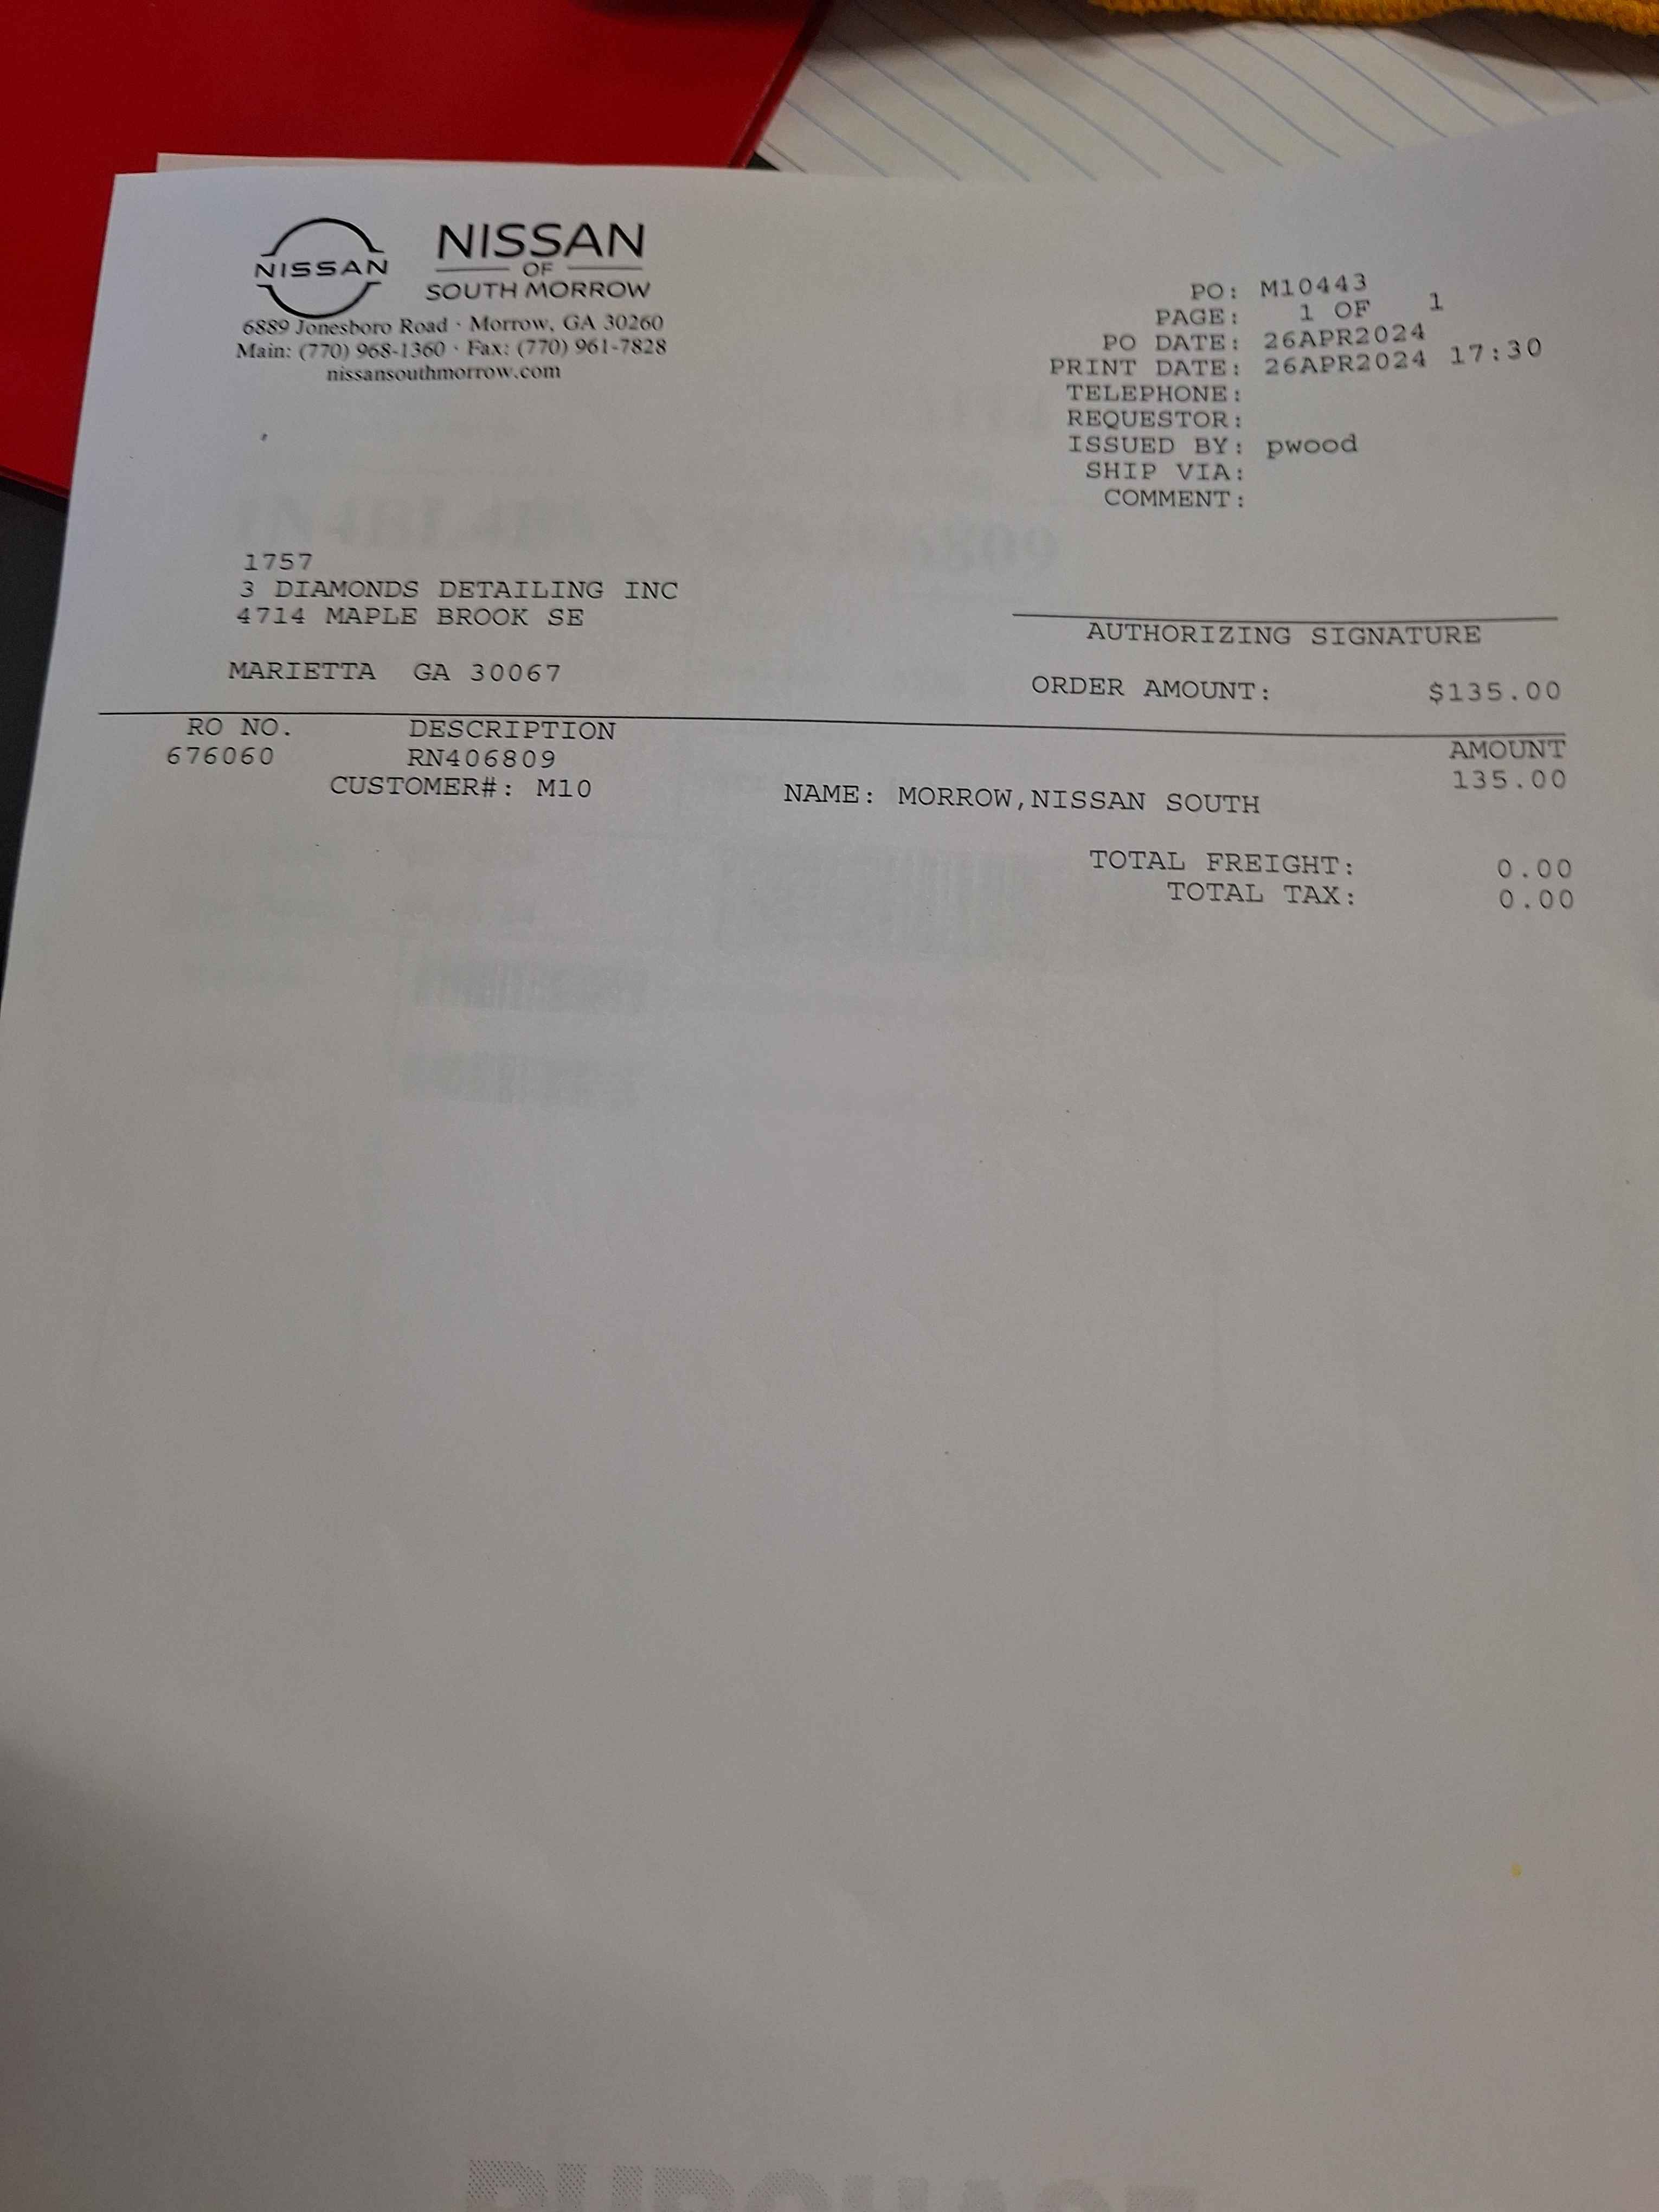 NISSAN
NISSAN
OF
SOUTH MORROW
6889 Jonesboro Road · Morrow, GA 30260
Main: (770) 968-1360 · Fax: (770) 961-7828
nissansouthmorrow.com
PO: M10443
PAGE: 1 OF 1
PO DATE: 26APR2024
PRINT DATE: 26APR2024 17:30
TELEPHONE:
REQUESTOR:
ISSUED BY: pwood
SHIP VIA:
COMMENT:
1757
3 DIAMONDS DETAILING INC
4714 MAPLE BROOK SE
MARIETTA GA 30067
AUTHORIZING SIGNATURE
ORDER AMOUNT: $135.00
RO NO. DESCRIPTION AMOUNT
676060 RN406809 135.00
CUSTOMER#: M10 NAME: MORROW,NISSAN SOUTH
TOTAL FREIGHT: 0.00
TOTAL TAX: 0.00
PURCHASE